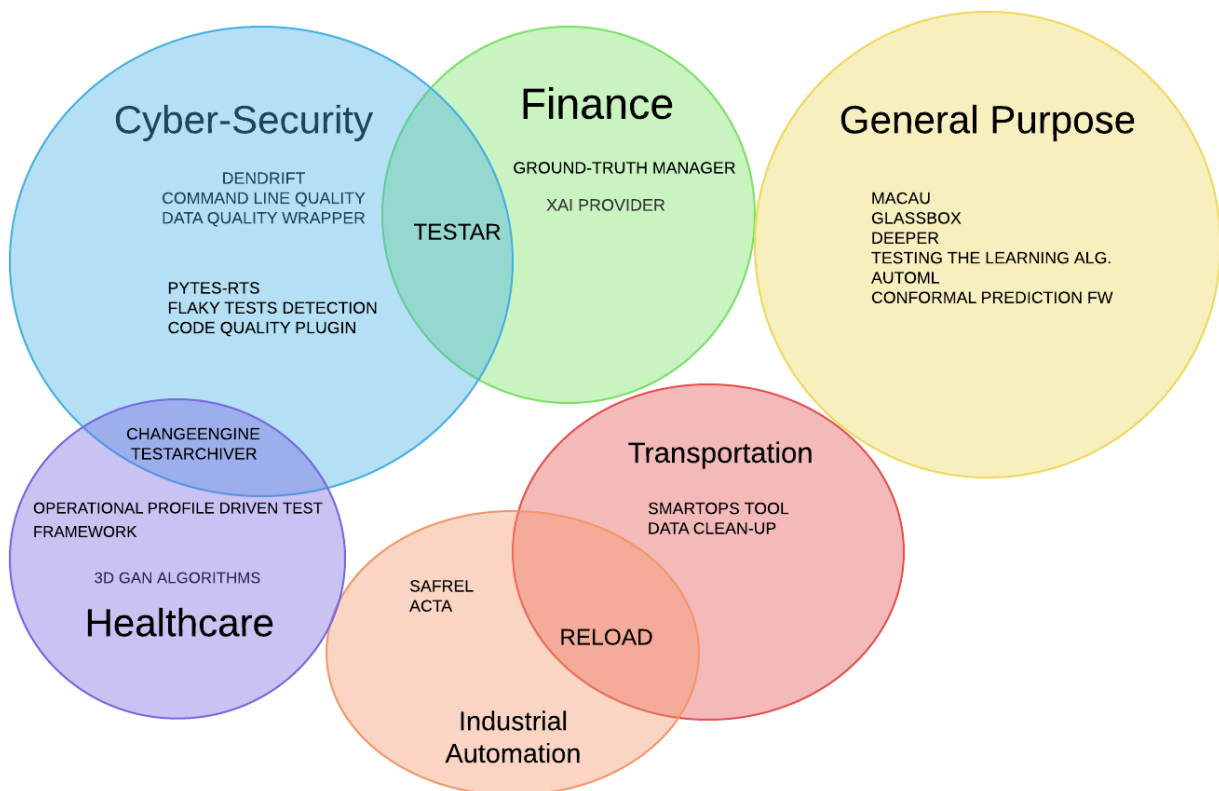 Cyber-Security
DENDRIFT
COMMAND LINE QUALITY
DATA QUALITY WRAPPER
PYTES-RTS
FLAKY TESTS DETECTION
CODE QUALITY PLUGIN
TESTAR
Finance
GROUND-TRUTH MANAGER
XAI PROVIDER
General Purpose
MACAU
GLASSBOX
DEEPER
TESTING THE LEARNING ALG.
AUTOML
CONFORMAL PREDICTION FW
CHANGEENGINE
TESTARCHIVER
OPERATIONAL PROFILE DRIVEN TEST
FRAMEWORK
3D GAN ALGORITHMS
Healthcare
Transportation
SMARTOPS TOOL
DATA CLEAN-UP
SAFREL
ACTA
RELOAD
Industrial
Automation